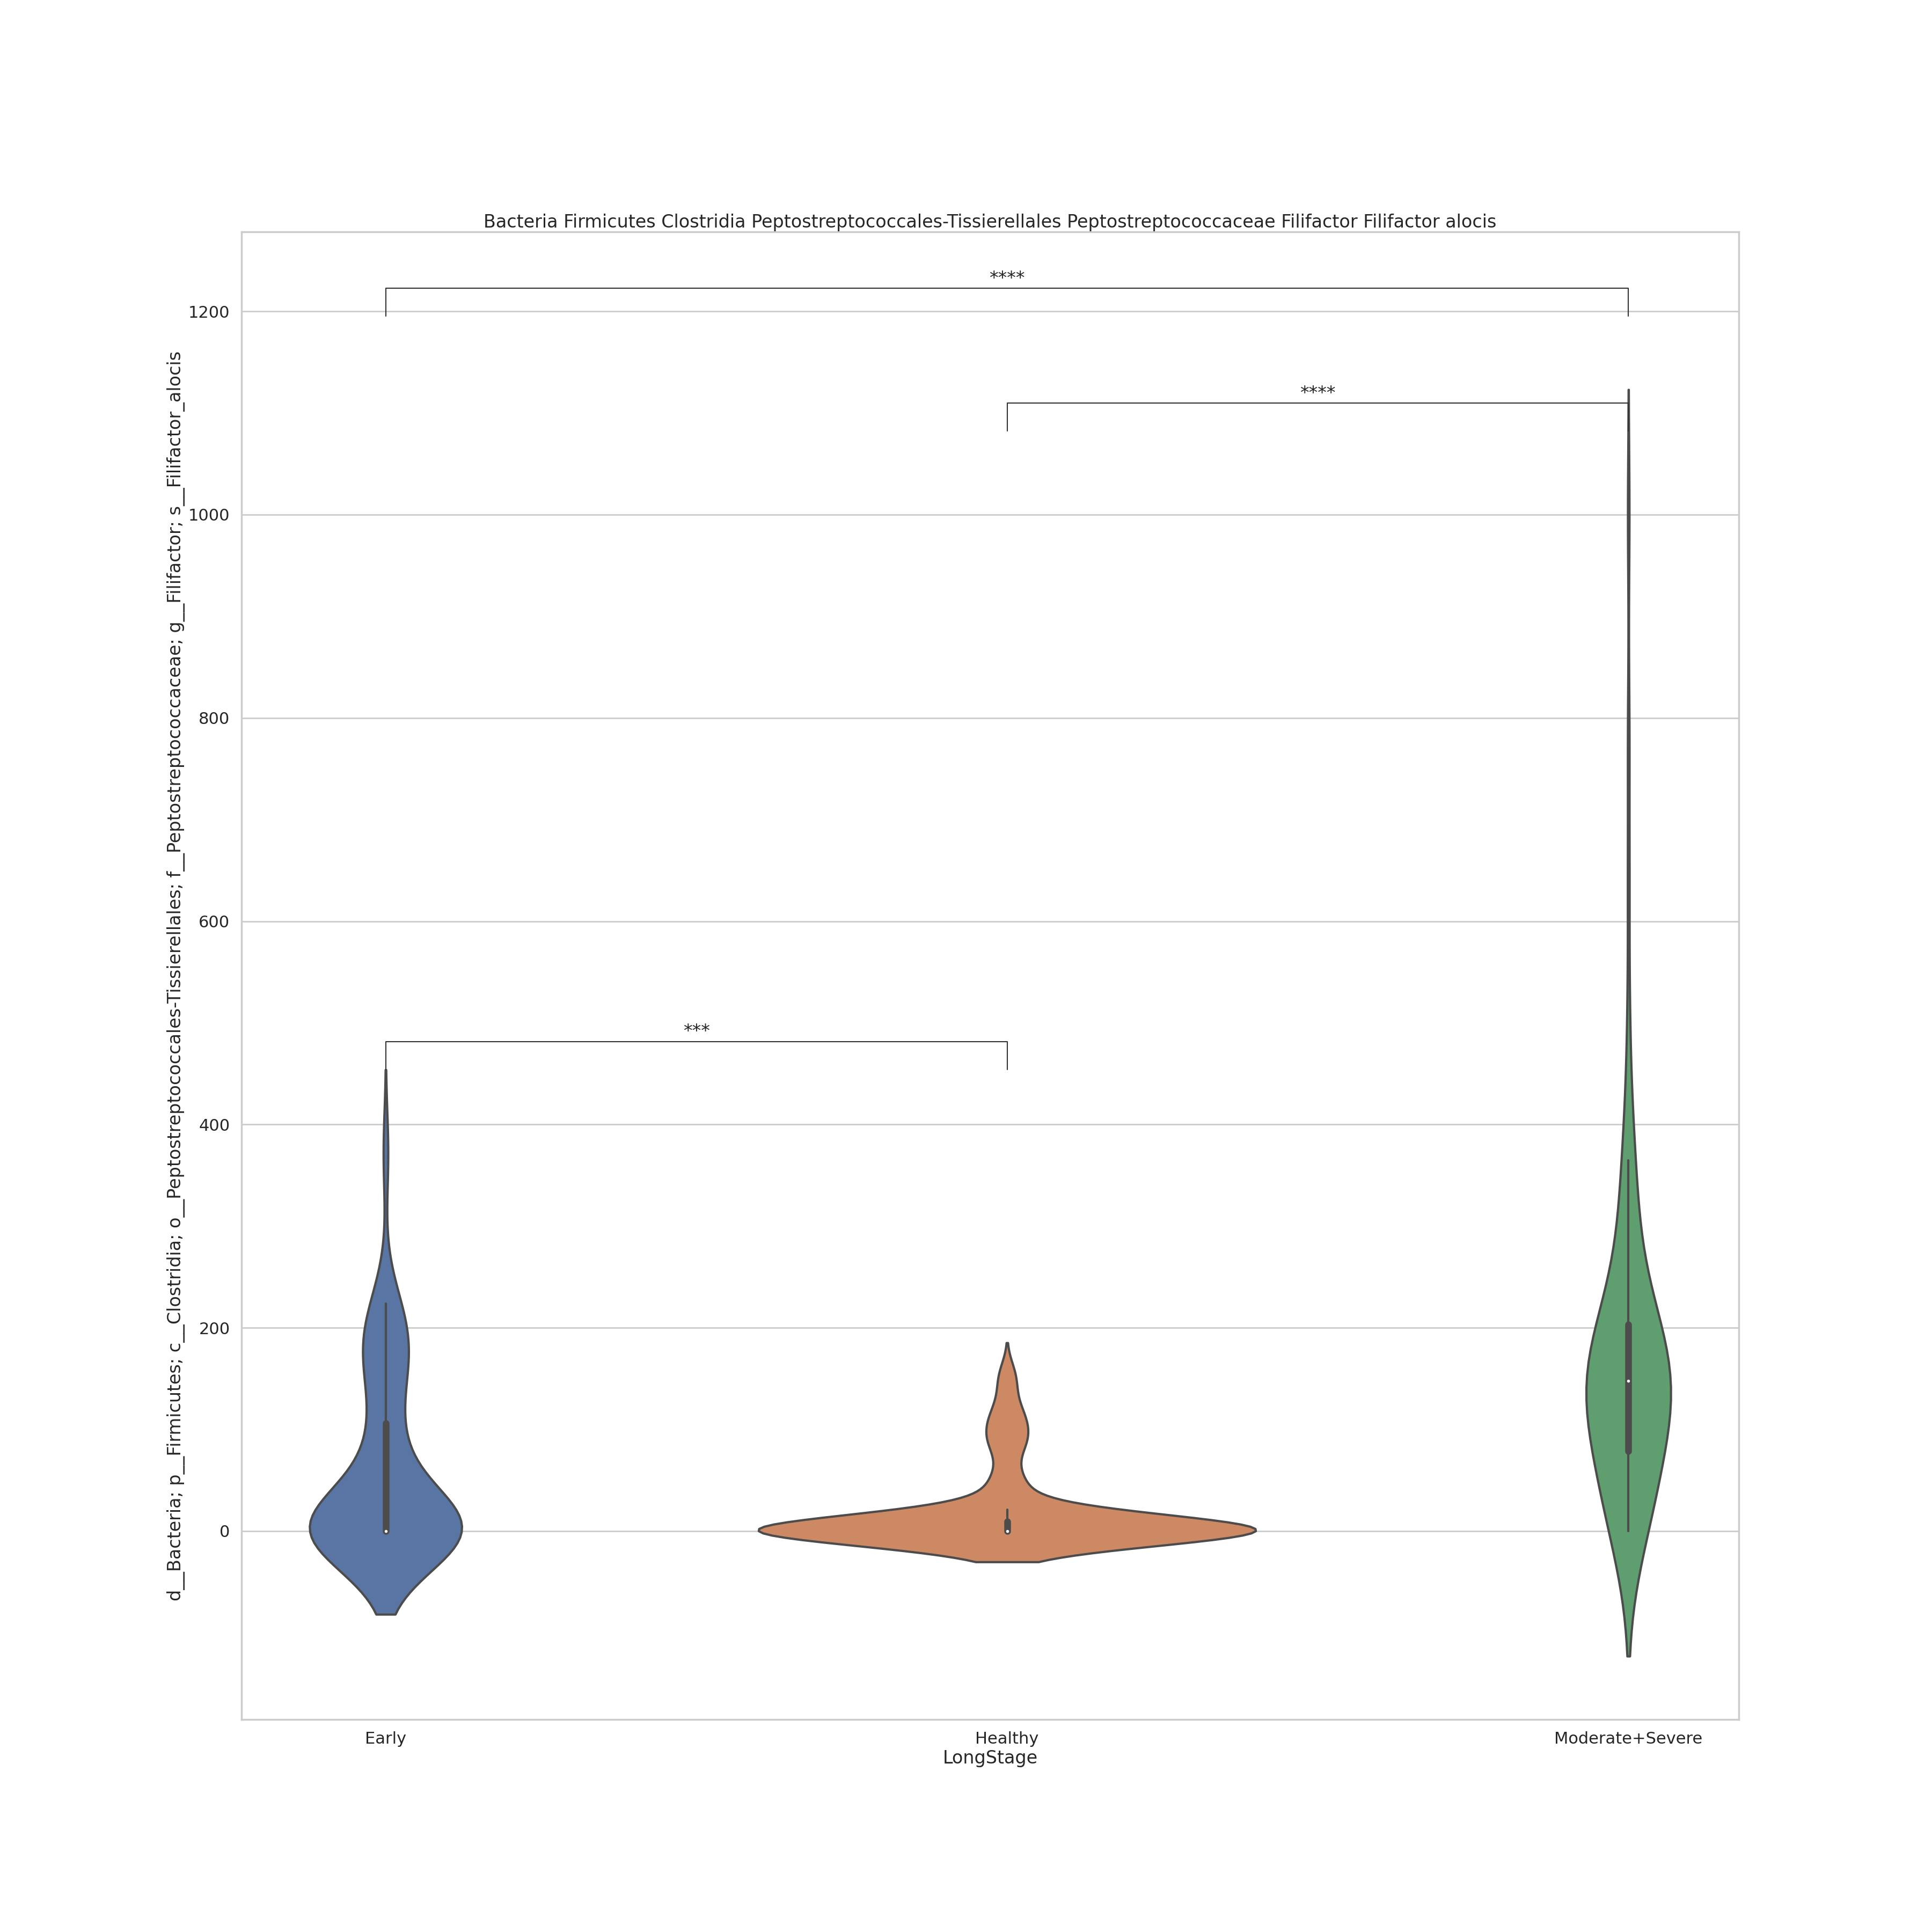 Bacteria Firmicutes Clostridia Peptostreptococcales-Tissierellales Peptostreptococcaceae Filifactor Filifactor alocis
****
1200
****
1000
800
600
***
400
200
0
d__Bacteria; p__Firmicutes; c__Clostridia; o__Peptostreptococcales-Tissierellales; f__Peptostreptococcaceae; g__Filifactor; s__Filifactor_alocis
Early
Healthy
Moderate+Severe
LongStage